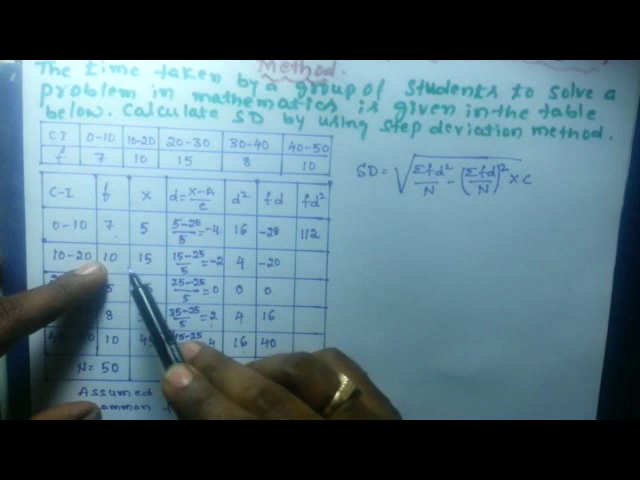 Method.
The time taken by a group of students to solve a
problem in mathematics is given in the table
below. Calculate SD by using step deviation method.
C I 0-10 10-20 20-30 30-40 40-50
f 7 10 15 8 10
SD = √ Σfd²/N - (Σfd/N)² × C
C-I f X d = X-A/C d² fd fd²
0-10 7 5 5-25/5 = -4 16 -28 112
10-20 10 15 15-25/5 = -2 4 -20
5 25-25/5 = 0 0 0
8 35-25/5 = 2 4 16
10 45 45-25 4 16 40
N = 50
Assumed